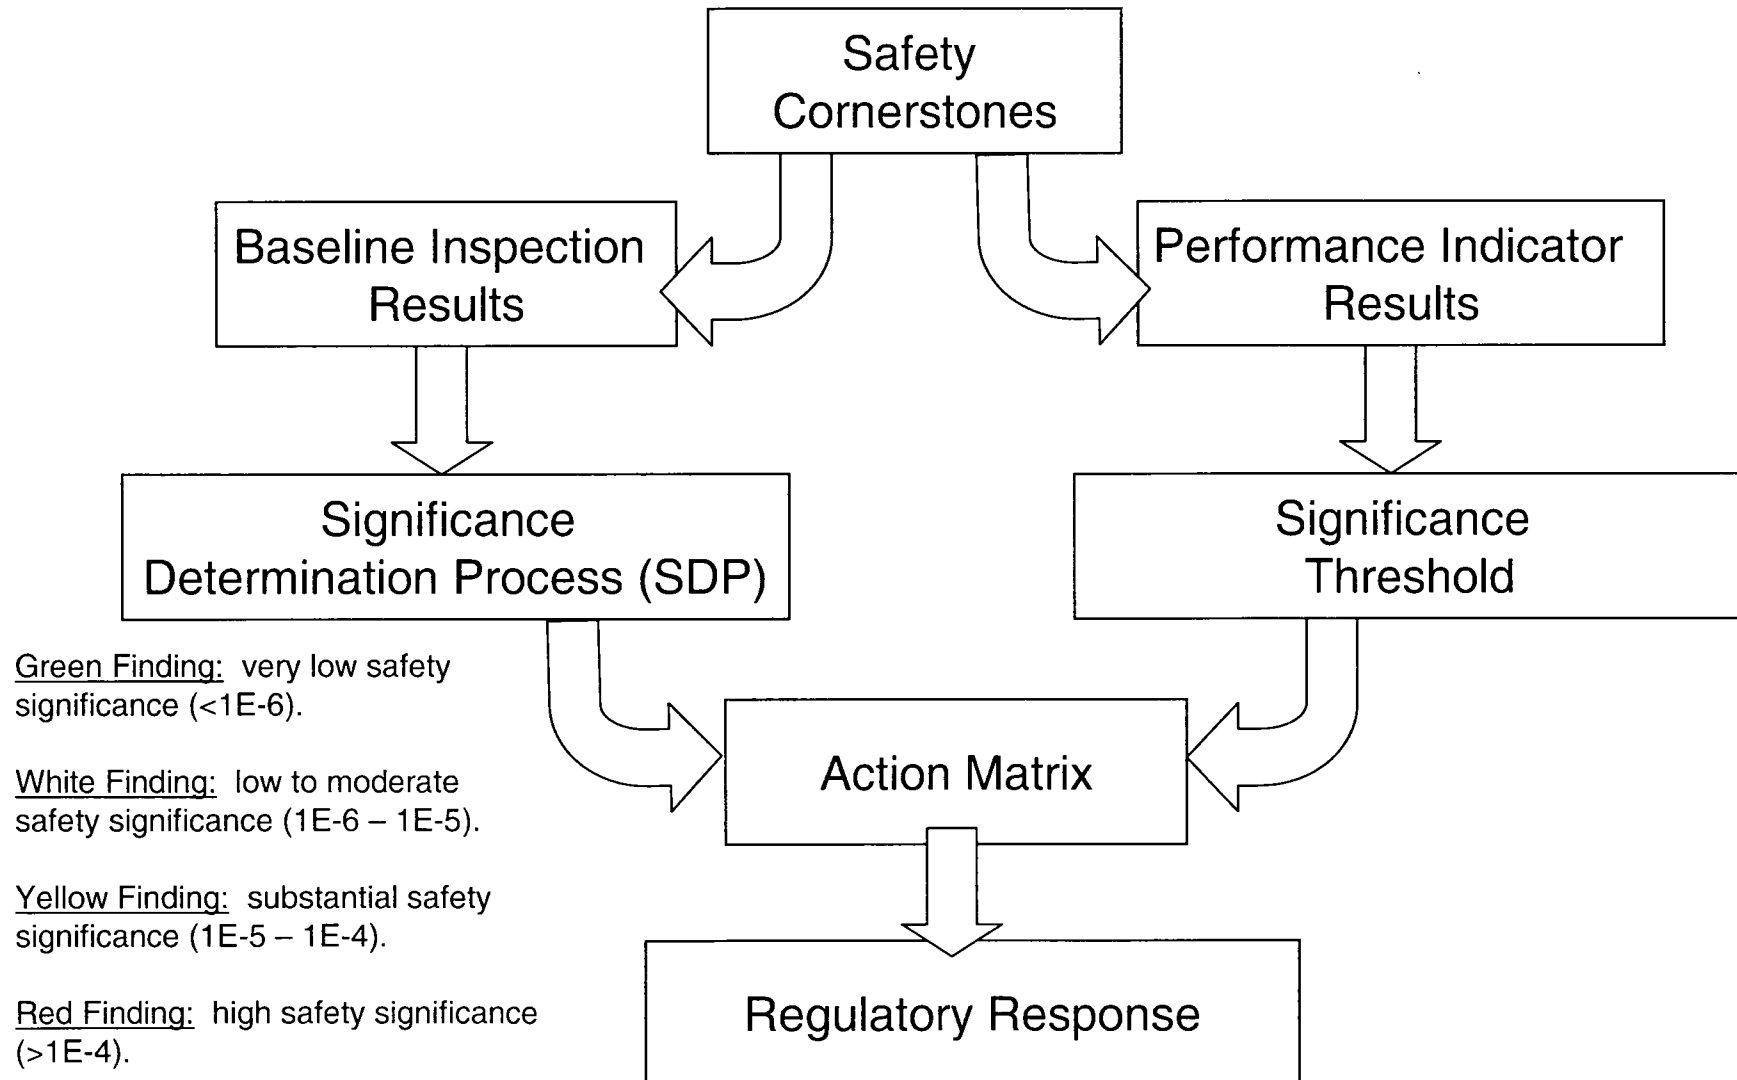 Safety
Cornerstones
Baseline Inspection
Results
Performance Indicator
Results
Significance
Determination Process (SDP)
Significance
Threshold
Green Finding: very low safety
significance (<1E-6).
White Finding: low to moderate
safety significance (1E-6 – 1E-5).
Yellow Finding: substantial safety
significance (1E-5 – 1E-4).
Red Finding: high safety significance
(>1E-4).
Action Matrix
Regulatory Response